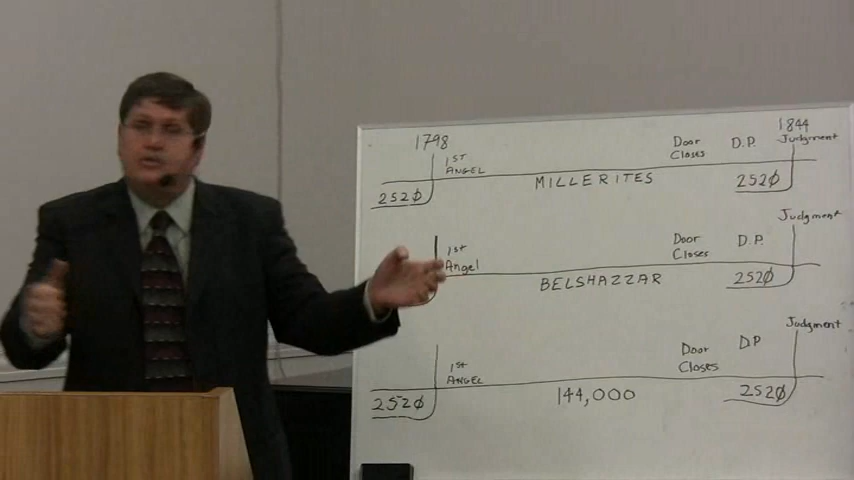 1798
1844
1ST
ANGEL
Door
Closes
D.P.
Judgment
2520
MILLERITES
2520
1st
Angel
Door
Closes
D.P.
Judgment
BELSHAZZAR
2520
1st
ANGEL
Door
Closes
DP
Judgment
2520
144,000
2520